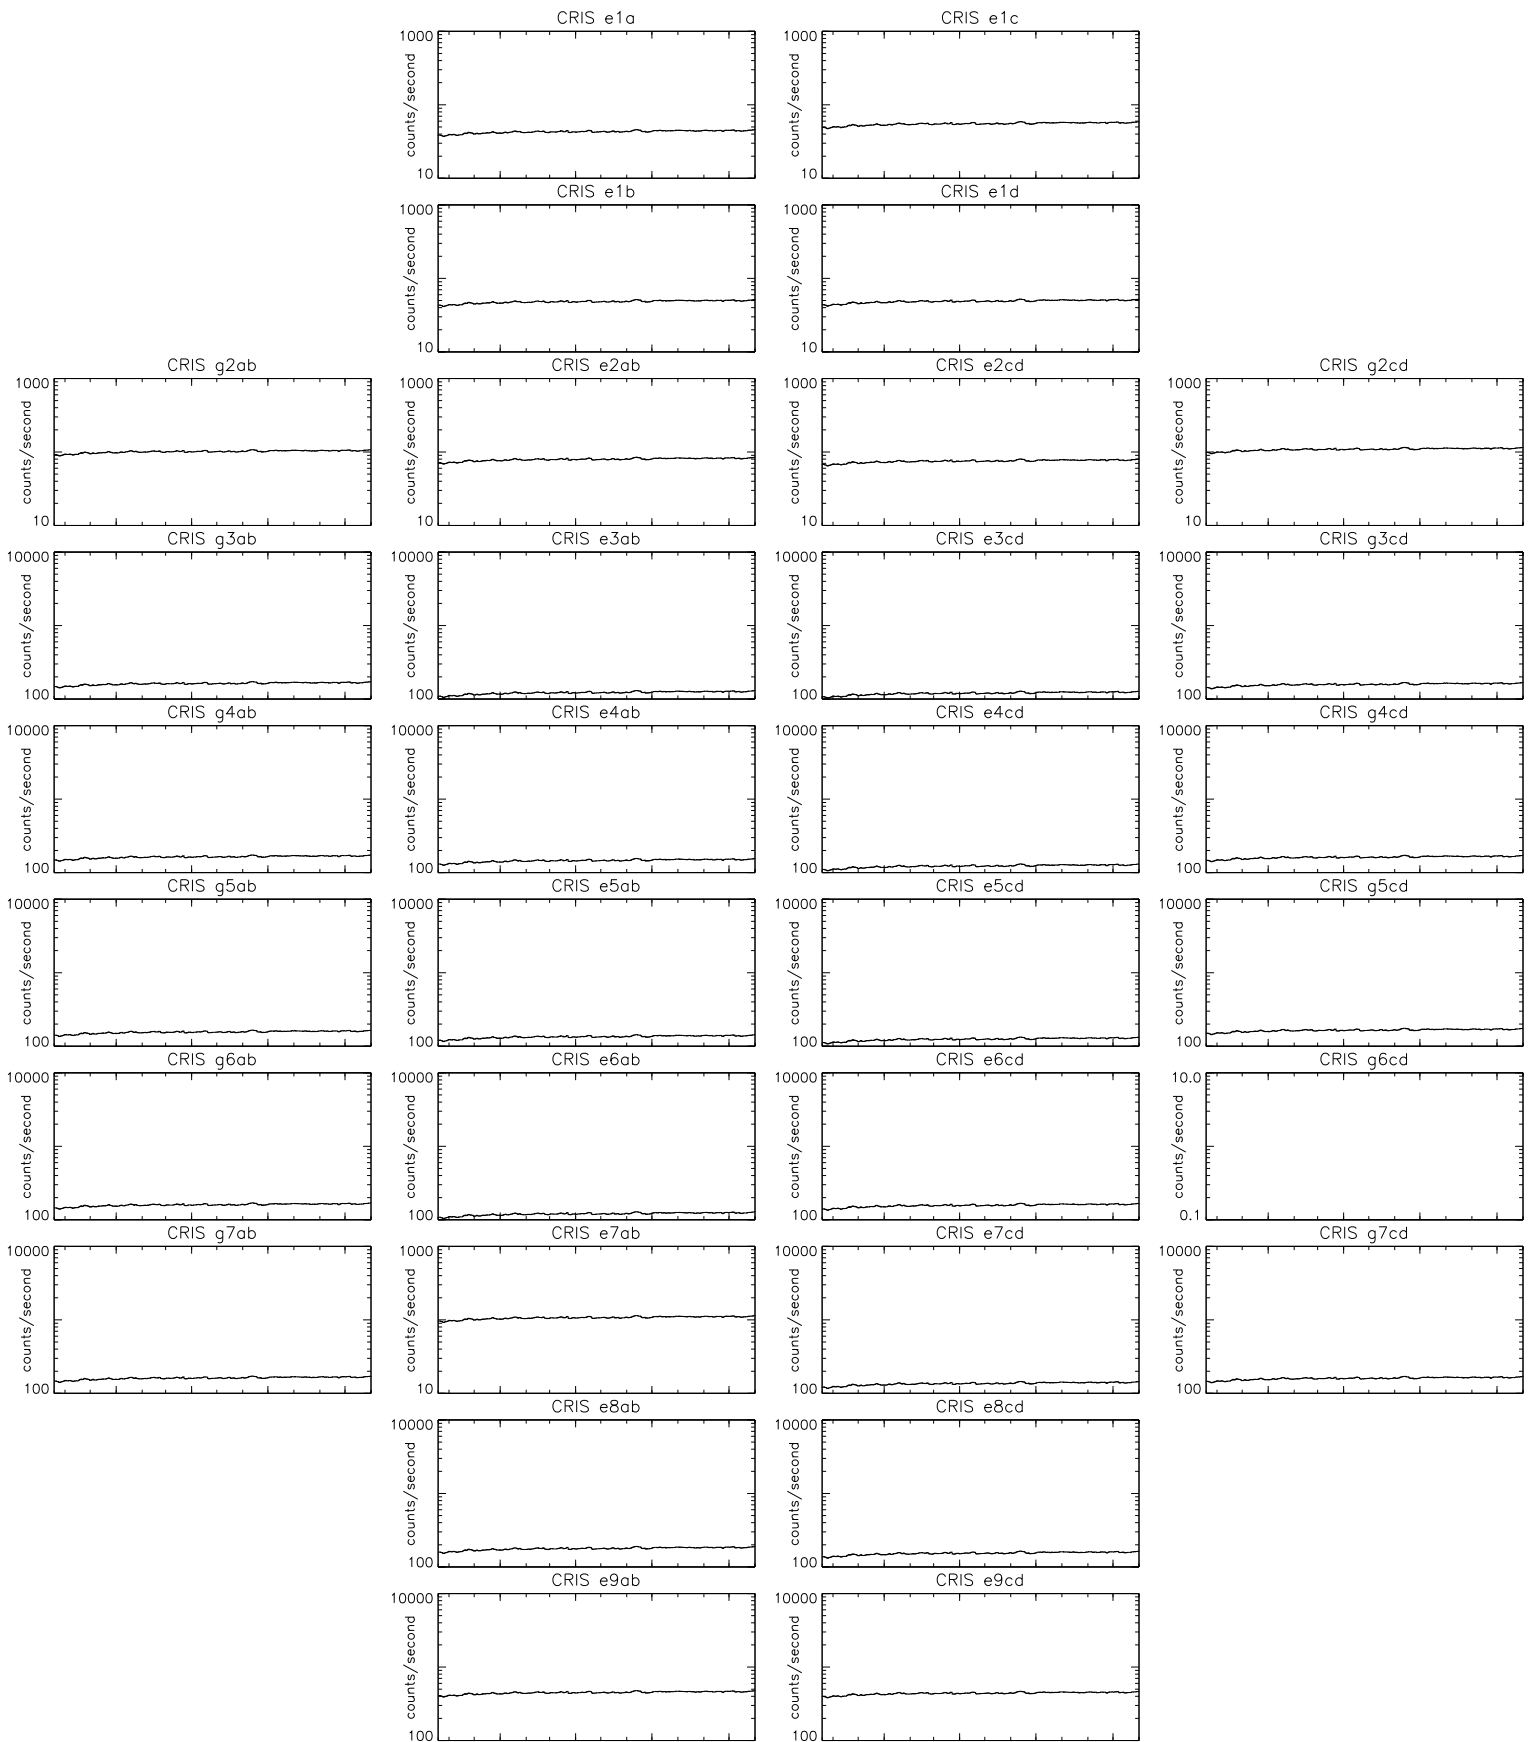 CRIS e1a
1000
counts/second
10
CRIS e1c
1000
counts/second
10
CRIS e1b
1000
counts/second
10
CRIS e1d
1000
counts/second
10
CRIS g2ab
1000
counts/second
10
CRIS e2ab
1000
counts/second
10
CRIS e2cd
1000
counts/second
10
CRIS g2cd
1000
counts/second
10
CRIS g3ab
10000
counts/second
100
CRIS e3ab
10000
counts/second
100
CRIS e3cd
10000
counts/second
100
CRIS g3cd
10000
counts/second
100
CRIS g4ab
10000
counts/second
100
CRIS e4ab
10000
counts/second
100
CRIS e4cd
10000
counts/second
100
CRIS g4cd
10000
counts/second
100
CRIS g5ab
10000
counts/second
100
CRIS e5ab
10000
counts/second
100
CRIS e5cd
10000
counts/second
100
CRIS g5cd
10000
counts/second
100
CRIS g6ab
10000
counts/second
100
CRIS e6ab
10000
counts/second
100
CRIS e6cd
10000
counts/second
100
CRIS g6cd
10.0
counts/second
0.1
CRIS g7ab
10000
counts/second
100
CRIS e7ab
1000
counts/second
10
CRIS e7cd
10000
counts/second
100
CRIS g7cd
10000
counts/second
100
CRIS e8ab
10000
counts/second
100
CRIS e8cd
10000
counts/second
100
CRIS e9ab
10000
counts/second
100
CRIS e9cd
10000
counts/second
100